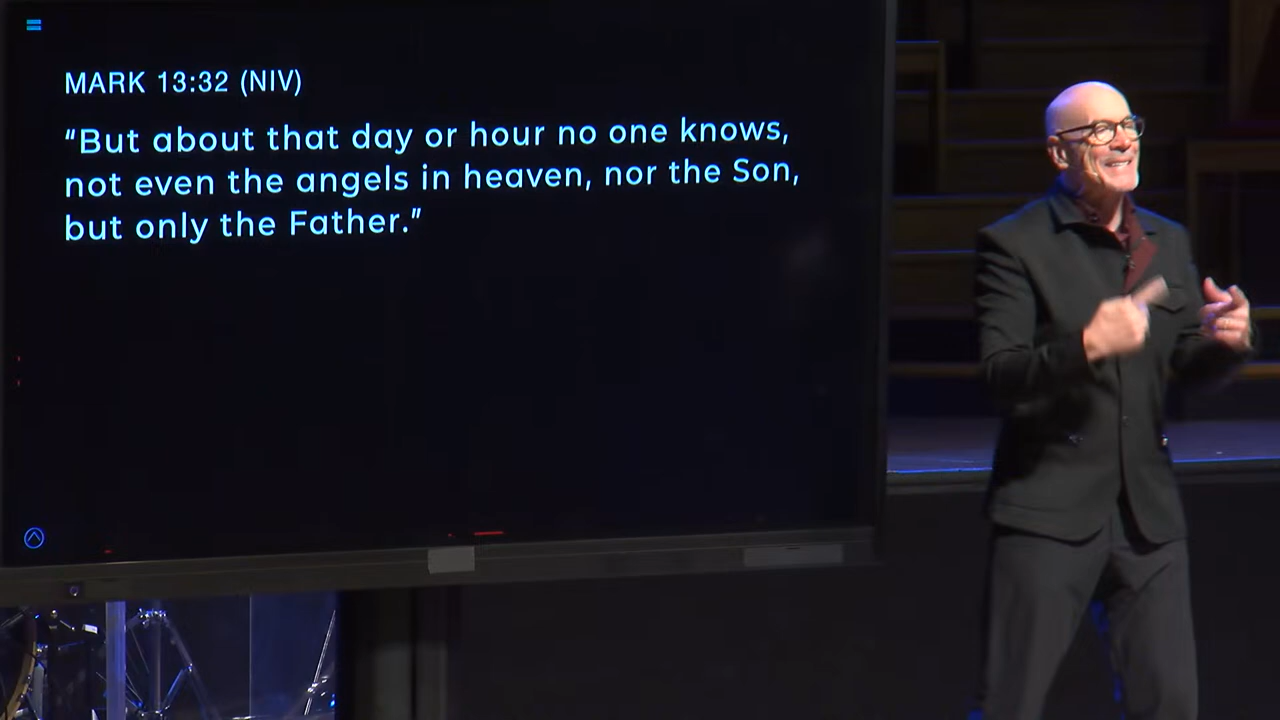 MARK 13:32 (NIV)
“But about that day or hour no one knows,
not even the angels in heaven, nor the Son,
but only the Father.”